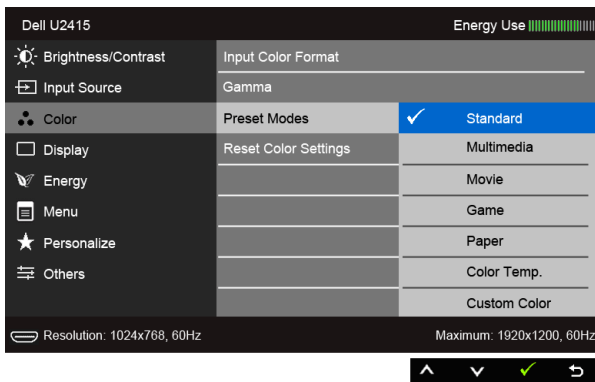 Dell U2415 Energy Use
Brightness/Contrast Input Color Format
Input Source Gamma
Color Preset Modes Standard
Display Reset Color Settings Multimedia
Energy Movie
Menu Game
Personalize Paper
Others Color Temp.
Custom Color
Resolution: 1024x768, 60Hz Maximum: 1920x1200, 60Hz